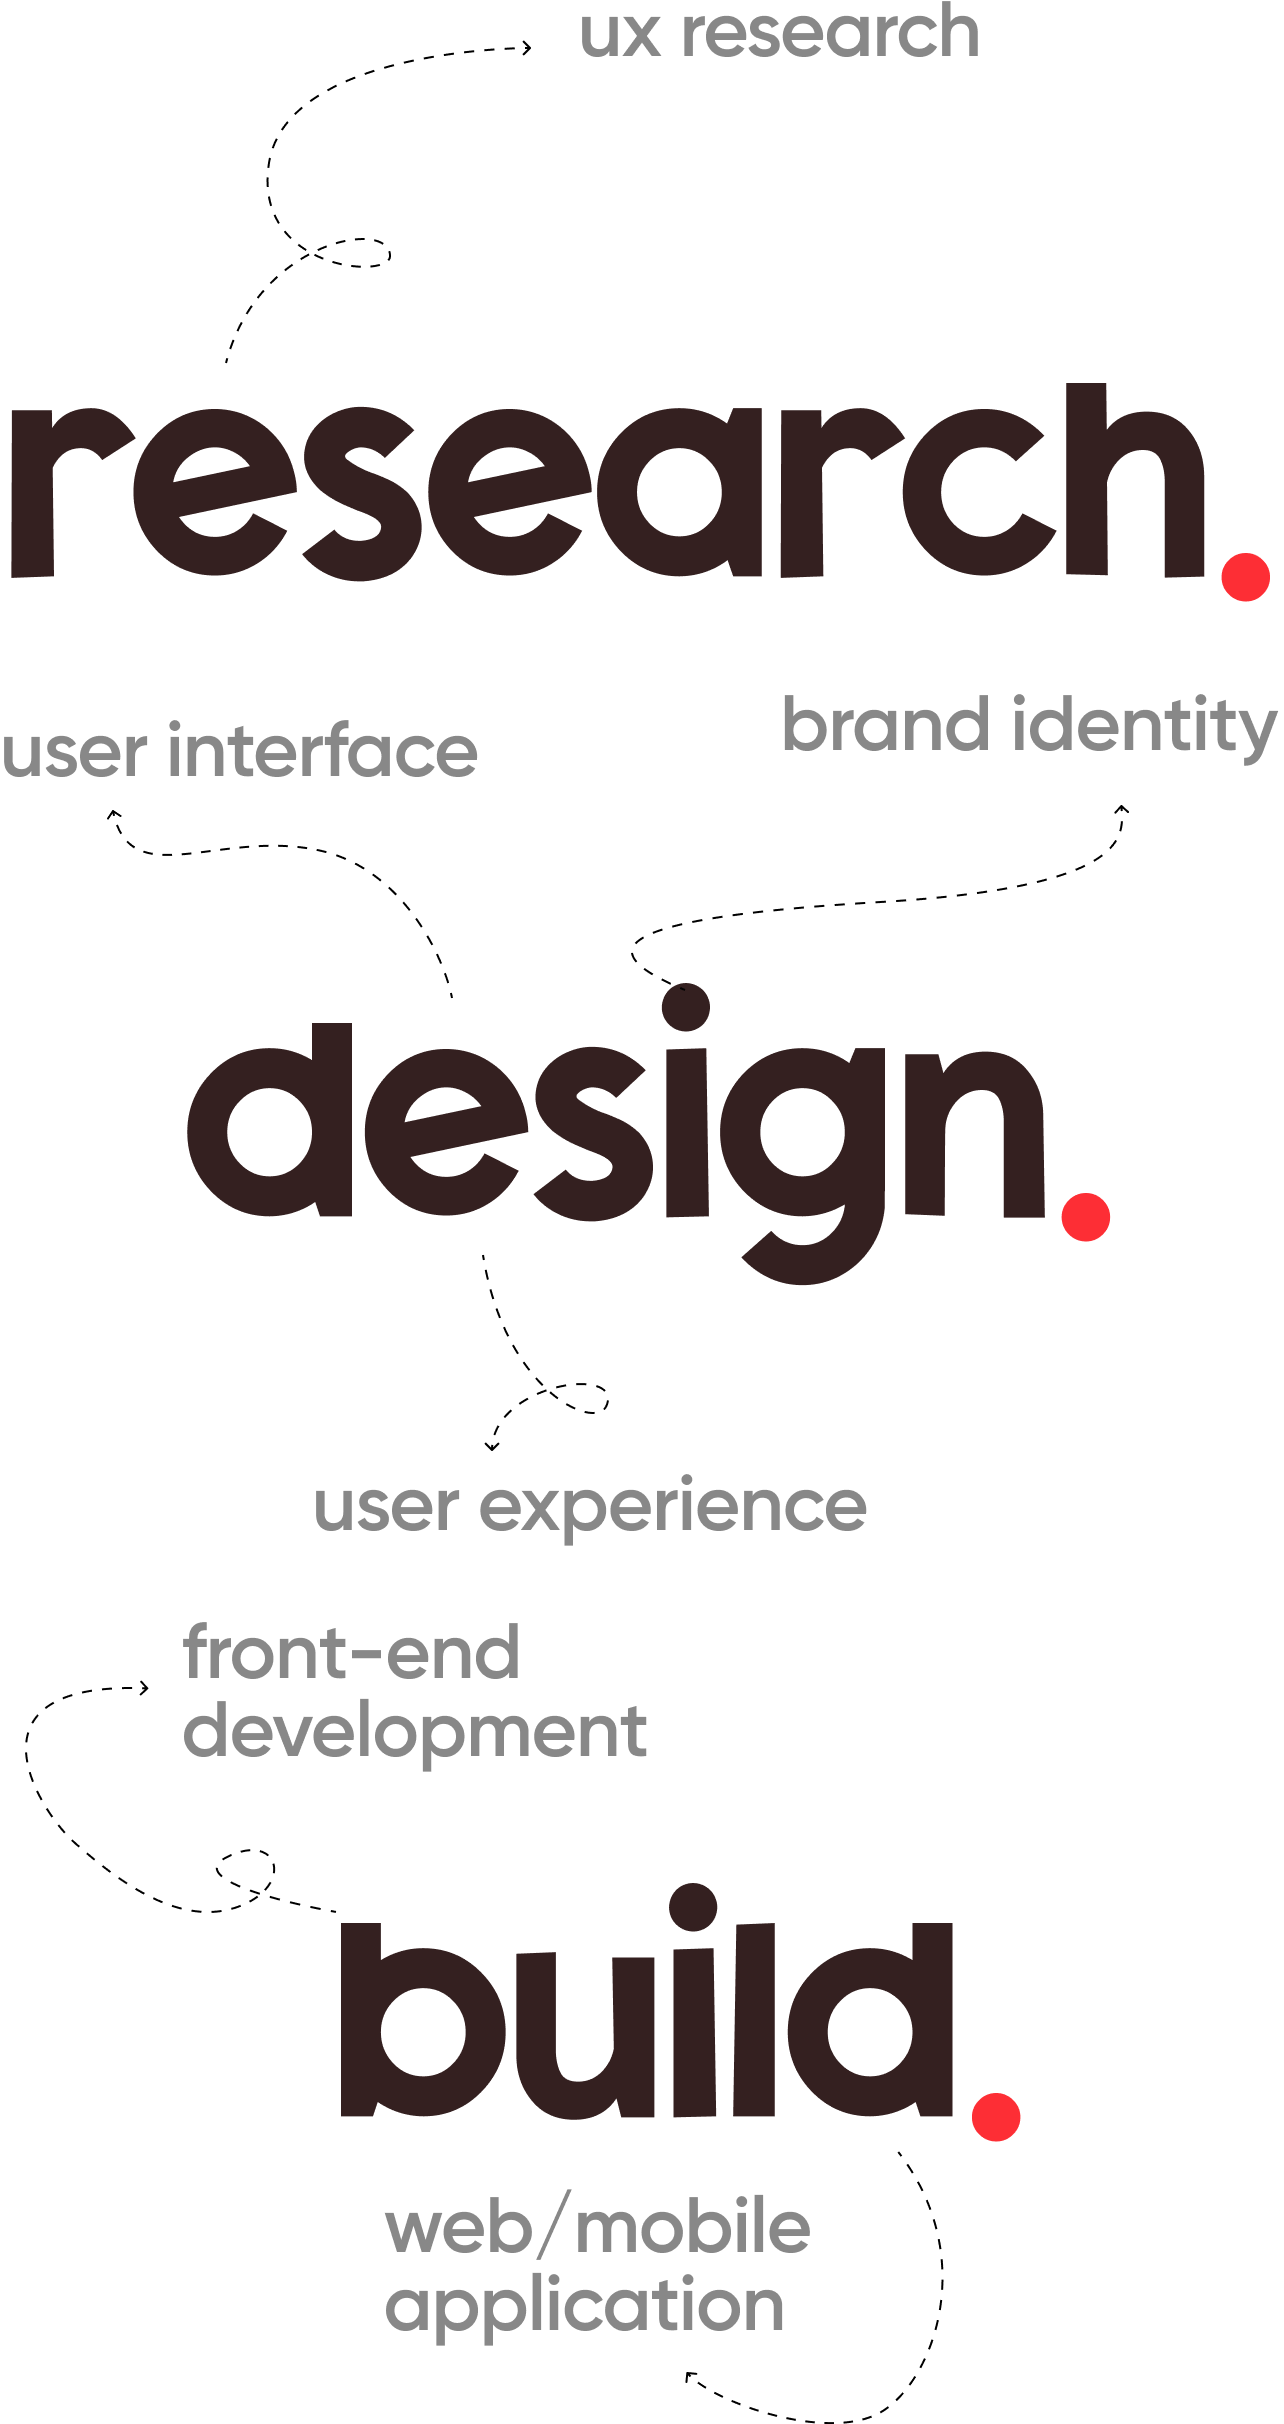 ux research
research.
user interface
brand identity
design.
user experience
front-end
development
build.
web/mobile
application